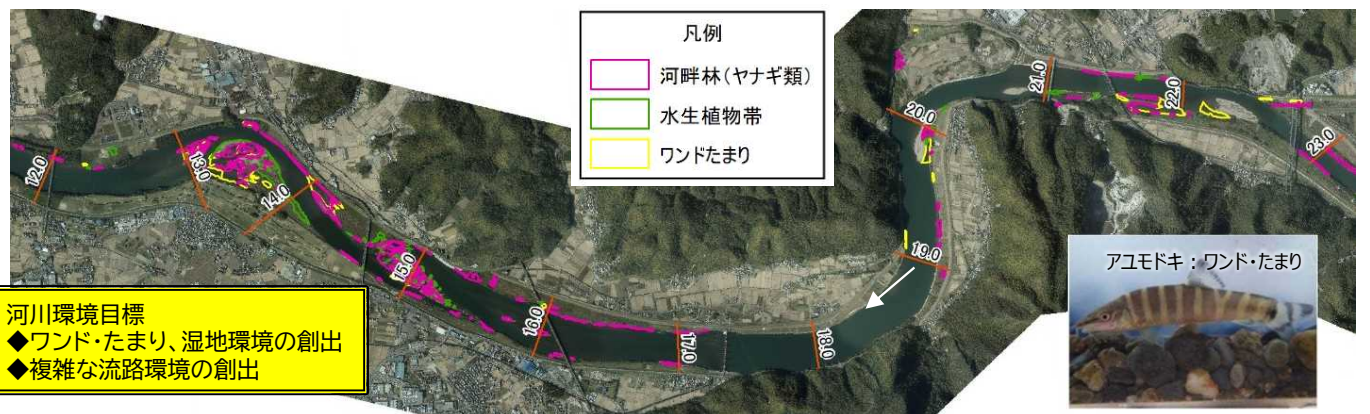 凡例
河畔林(ヤナギ類)
水生植物帯
ワンドたまり
12.0
13.0
14.0
15.0
16.0
17.0
18.0
19.0
20.0
21.0
22.0
23.0
アユモドキ:ワンド・たまり
河川環境目標
◆ワンド・たまり、湿地環境の創出
◆複雑な流路環境の創出